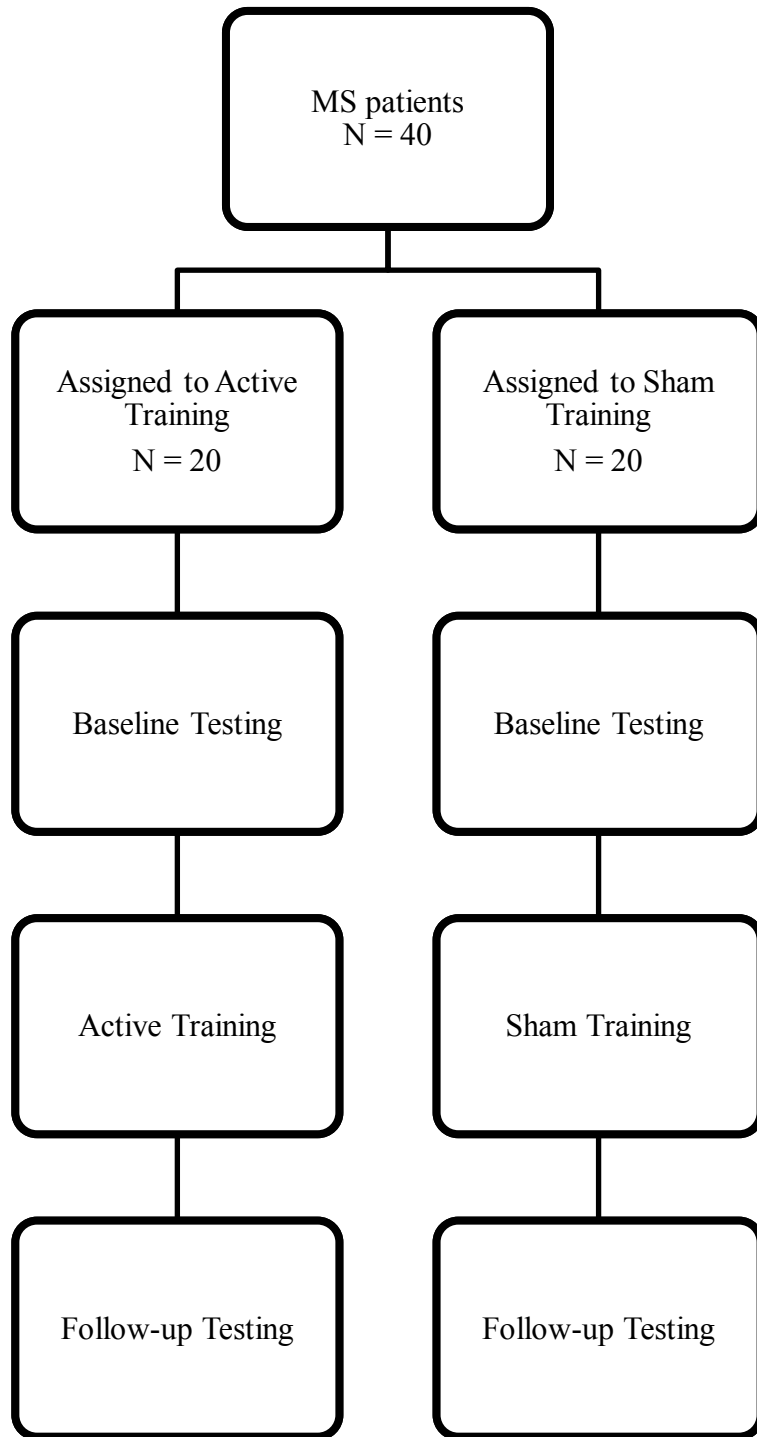 MS patients
N = 40
Assigned to Active
Training
N = 20
Assigned to Sham
Training
N = 20
Baseline Testing
Baseline Testing
Active Training
Sham Training
Follow-up Testing
Follow-up Testing